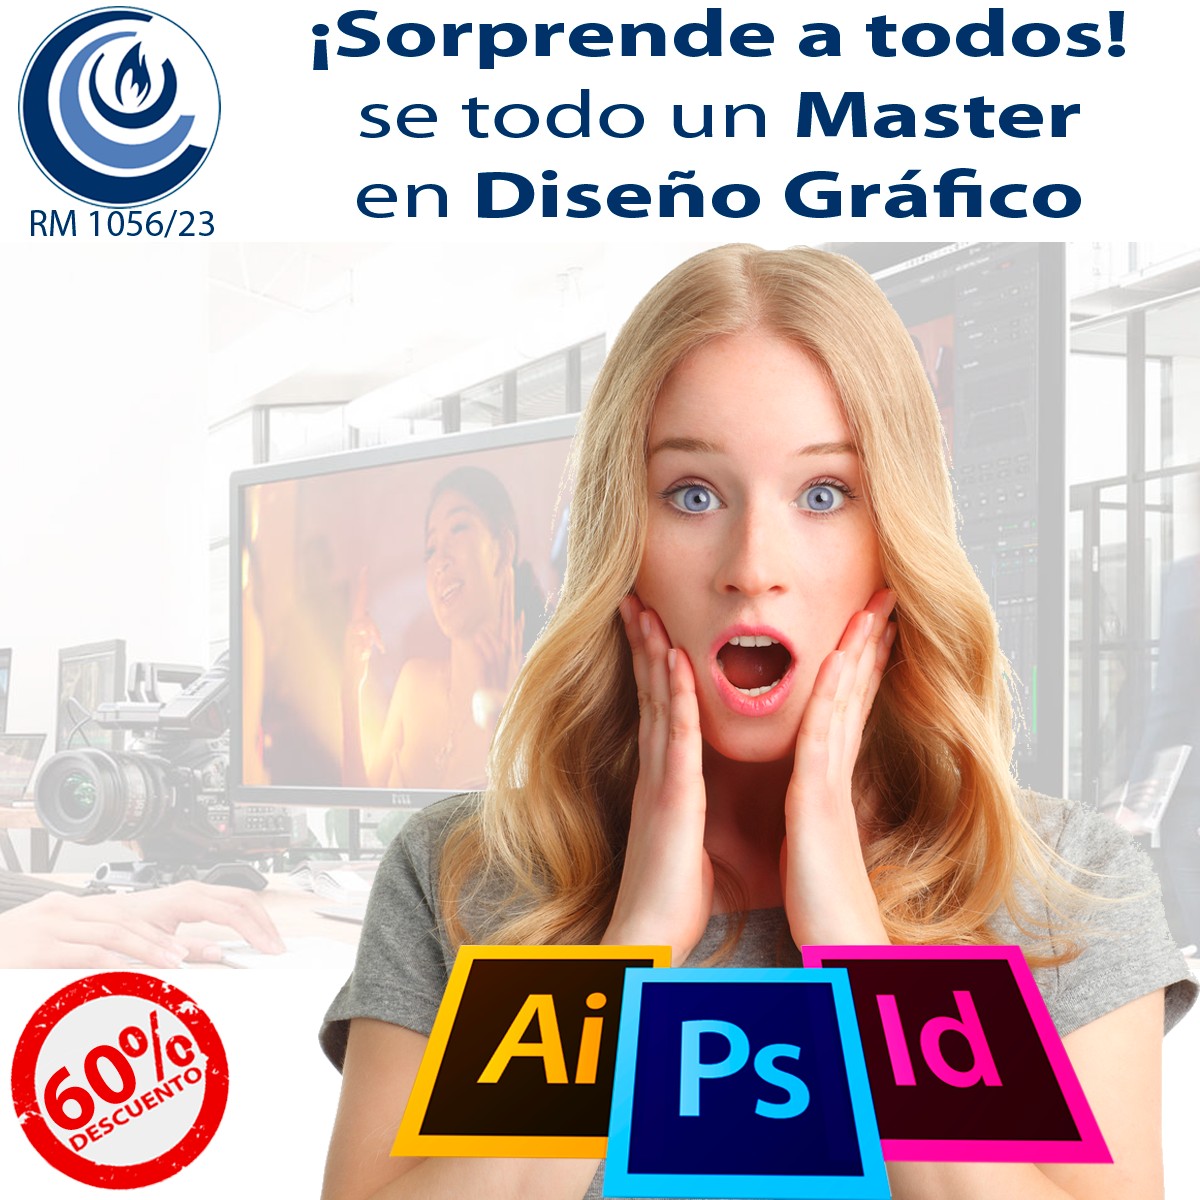 ¡Sorprende a todos!
se todo un Master
en Diseño Gráfico
RM 1056/23
Ai
Ps
Id
60%
DESCUENTO